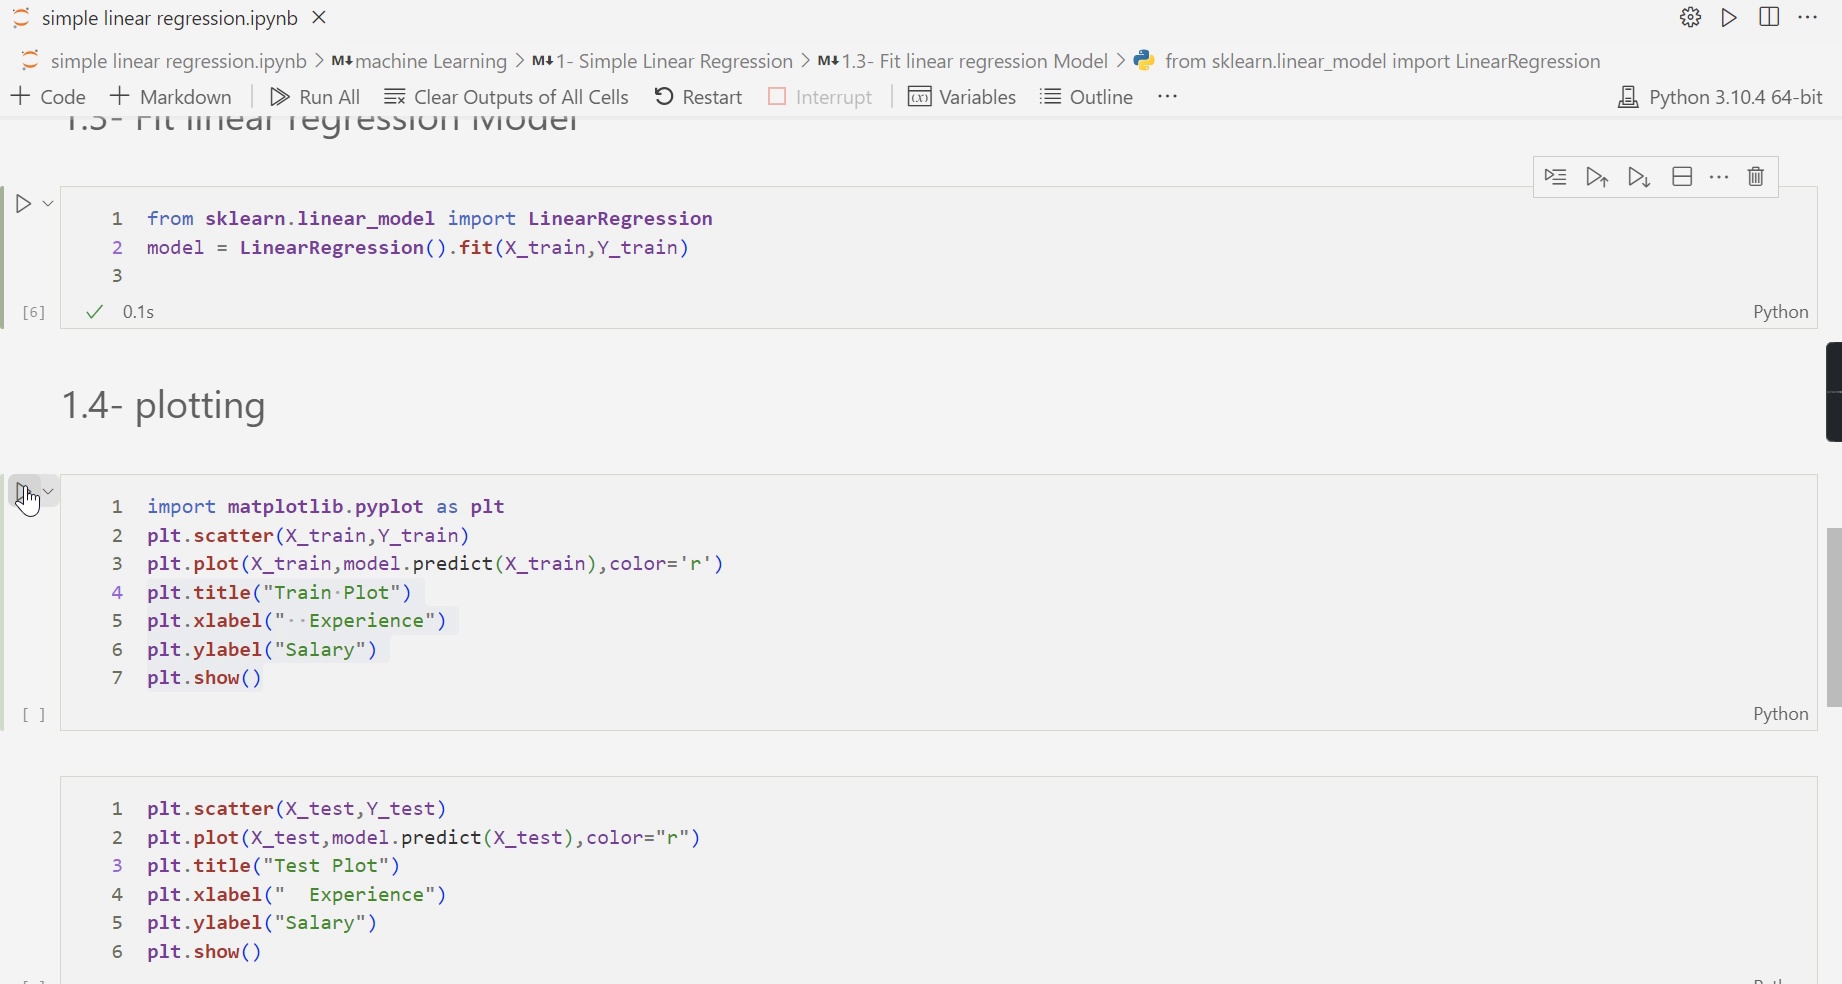 simple linear regression.ipynb
simple linear regression.ipynb > M↓ machine Learning > M↓ 1- Simple Linear Regression > M↓ 1.3- Fit linear regression Model > from sklearn.linear_model import LinearRegression
+ Code + Markdown Run All Clear Outputs of All Cells Restart Interrupt (x) Variables Outline ... Python 3.10.4 64-bit
1.3- Fit linear regression Model
1 from sklearn.linear_model import LinearRegression
2 model = LinearRegression().fit(X_train,Y_train)
3
[6] ✓ 0.1s Python
1.4- plotting
1 import matplotlib.pyplot as plt
2 plt.scatter(X_train,Y_train)
3 plt.plot(X_train,model.predict(X_train),color='r')
4 plt.title("Train·Plot")
5 plt.xlabel("··Experience")
6 plt.ylabel("Salary")
7 plt.show()
[ ] Python
1 plt.scatter(X_test,Y_test)
2 plt.plot(X_test,model.predict(X_test),color="r")
3 plt.title("Test Plot")
4 plt.xlabel("  Experience")
5 plt.ylabel("Salary")
6 plt.show()